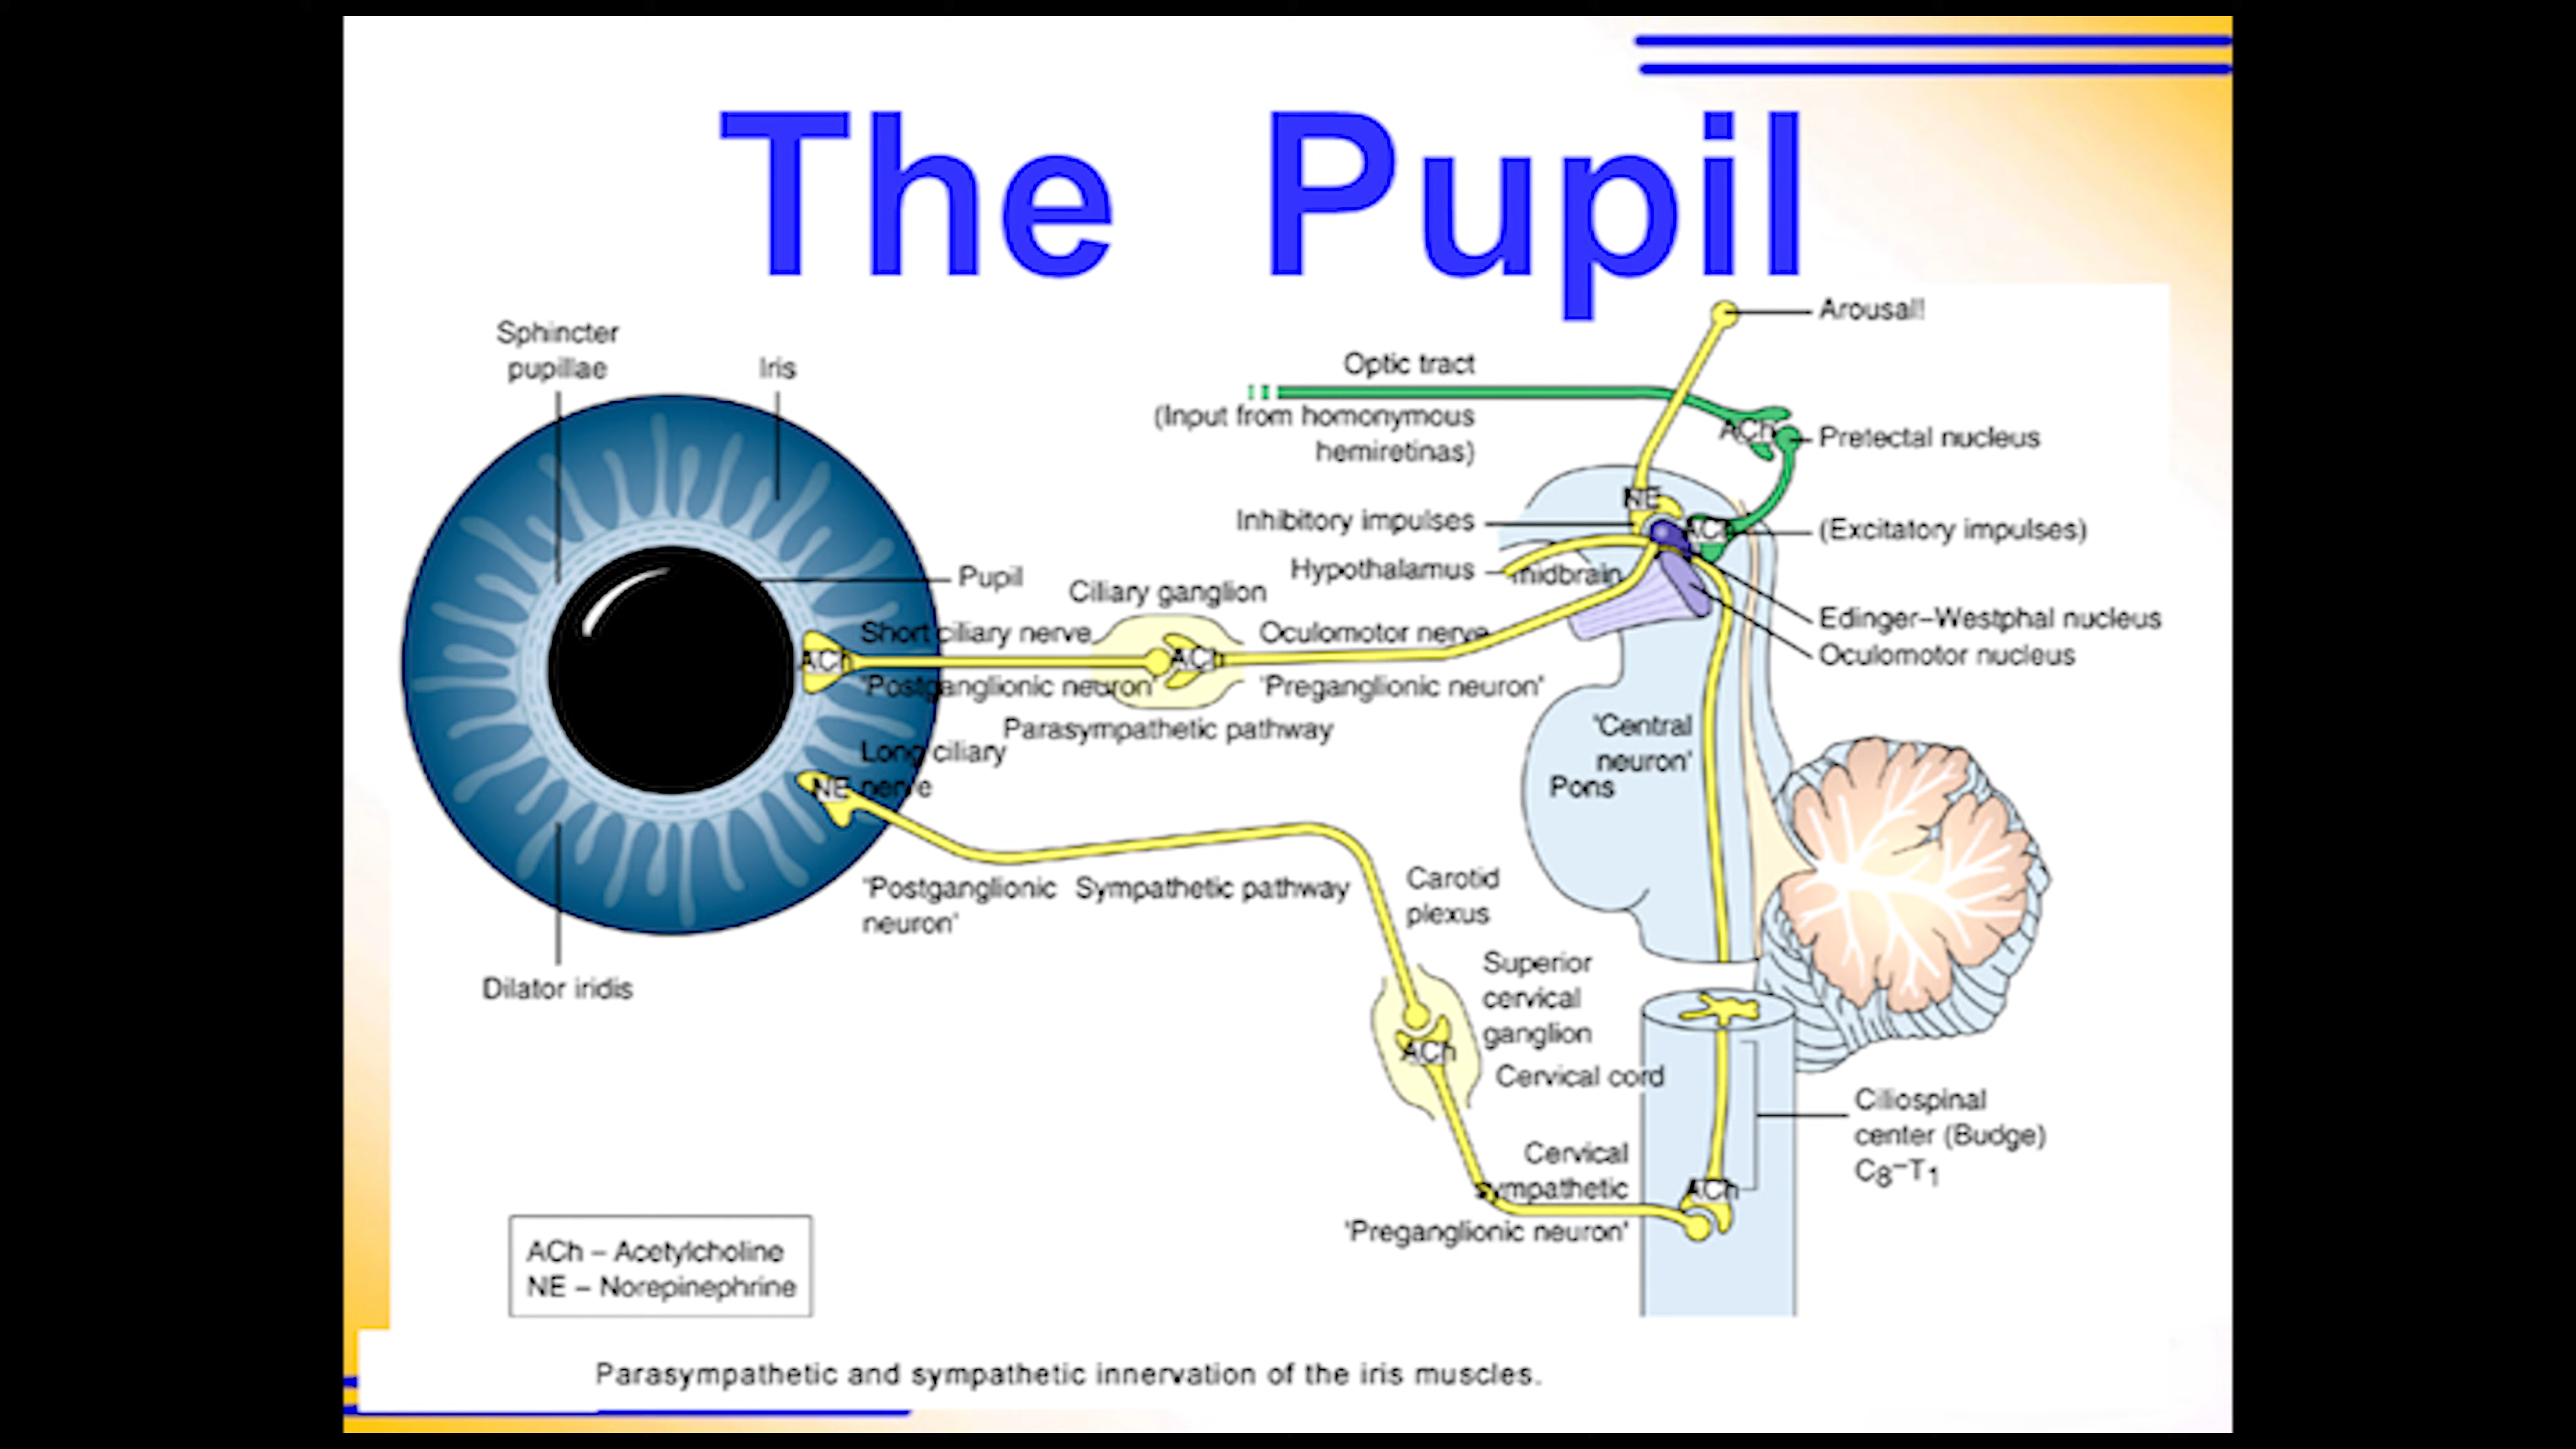 The Pupil
Sphincter
pupillae
Iris
Arousal!
Optic tract
(Input from homonymous
hemiretinas)
ACh
Pretectal nucleus
NE
Inhibitory impulses
ACh
(Excitatory impulses)
Hypothalamus
midbrain
Pupil
Ciliary ganglion
Edinger–Westphal nucleus
Oculomotor nucleus
Short ciliary nerve
Oculomotor nerve
ACh
ACh
'Postganglionic neuron'
'Preganglionic neuron'
Parasympathetic pathway
'Central
neuron'
Pons
Long ciliary
nerve
NE
'Postganglionic
neuron'
Sympathetic pathway
Carotid
plexus
Dilator iridis
Superior
cervical
ganglion
ACh
Cervical cord
Ciliospinal
center (Budge)
C8–T1
Cervical
sympathetic
ACh
'Preganglionic neuron'
ACh – Acetylcholine
NE – Norepinephrine
Parasympathetic and sympathetic innervation of the iris muscles.